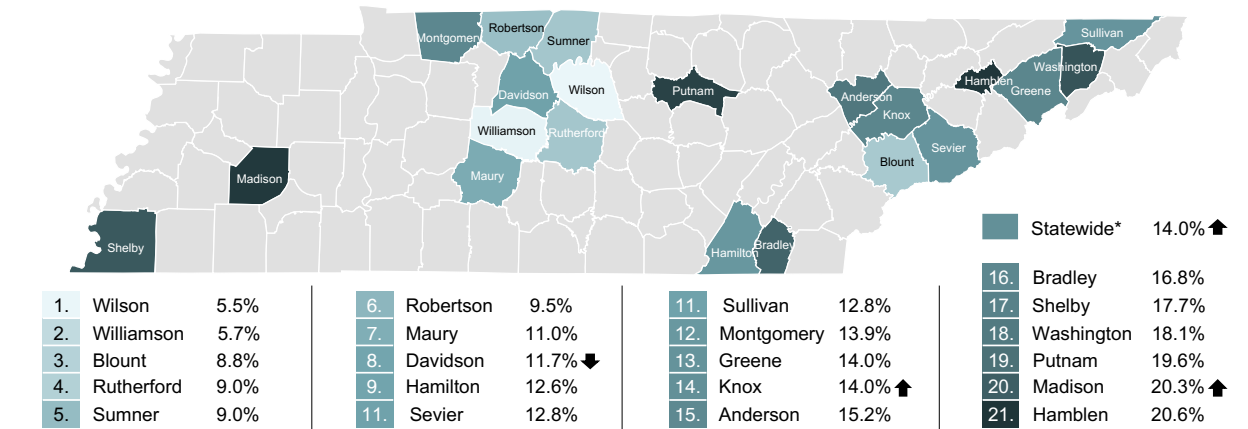 Robertson
Montgomery
Sumner
Sullivan
Washington
Hamblen
Greene
Davidson
Wilson
Putnam
Anderson
Knox
Williamson
Rutherford
Sevier
Blount
Maury
Madison
Shelby
Hamilton
Bradley
Statewide* 14.0%
1. Wilson 5.5%
2. Williamson 5.7%
3. Blount 8.8%
4. Rutherford 9.0%
5. Sumner 9.0%
6. Robertson 9.5%
7. Maury 11.0%
8. Davidson 11.7%
9. Hamilton 12.6%
11. Sevier 12.8%
11. Sullivan 12.8%
12. Montgomery 13.9%
13. Greene 14.0%
14. Knox 14.0%
15. Anderson 15.2%
16. Bradley 16.8%
17. Shelby 17.7%
18. Washington 18.1%
19. Putnam 19.6%
20. Madison 20.3%
21. Hamblen 20.6%